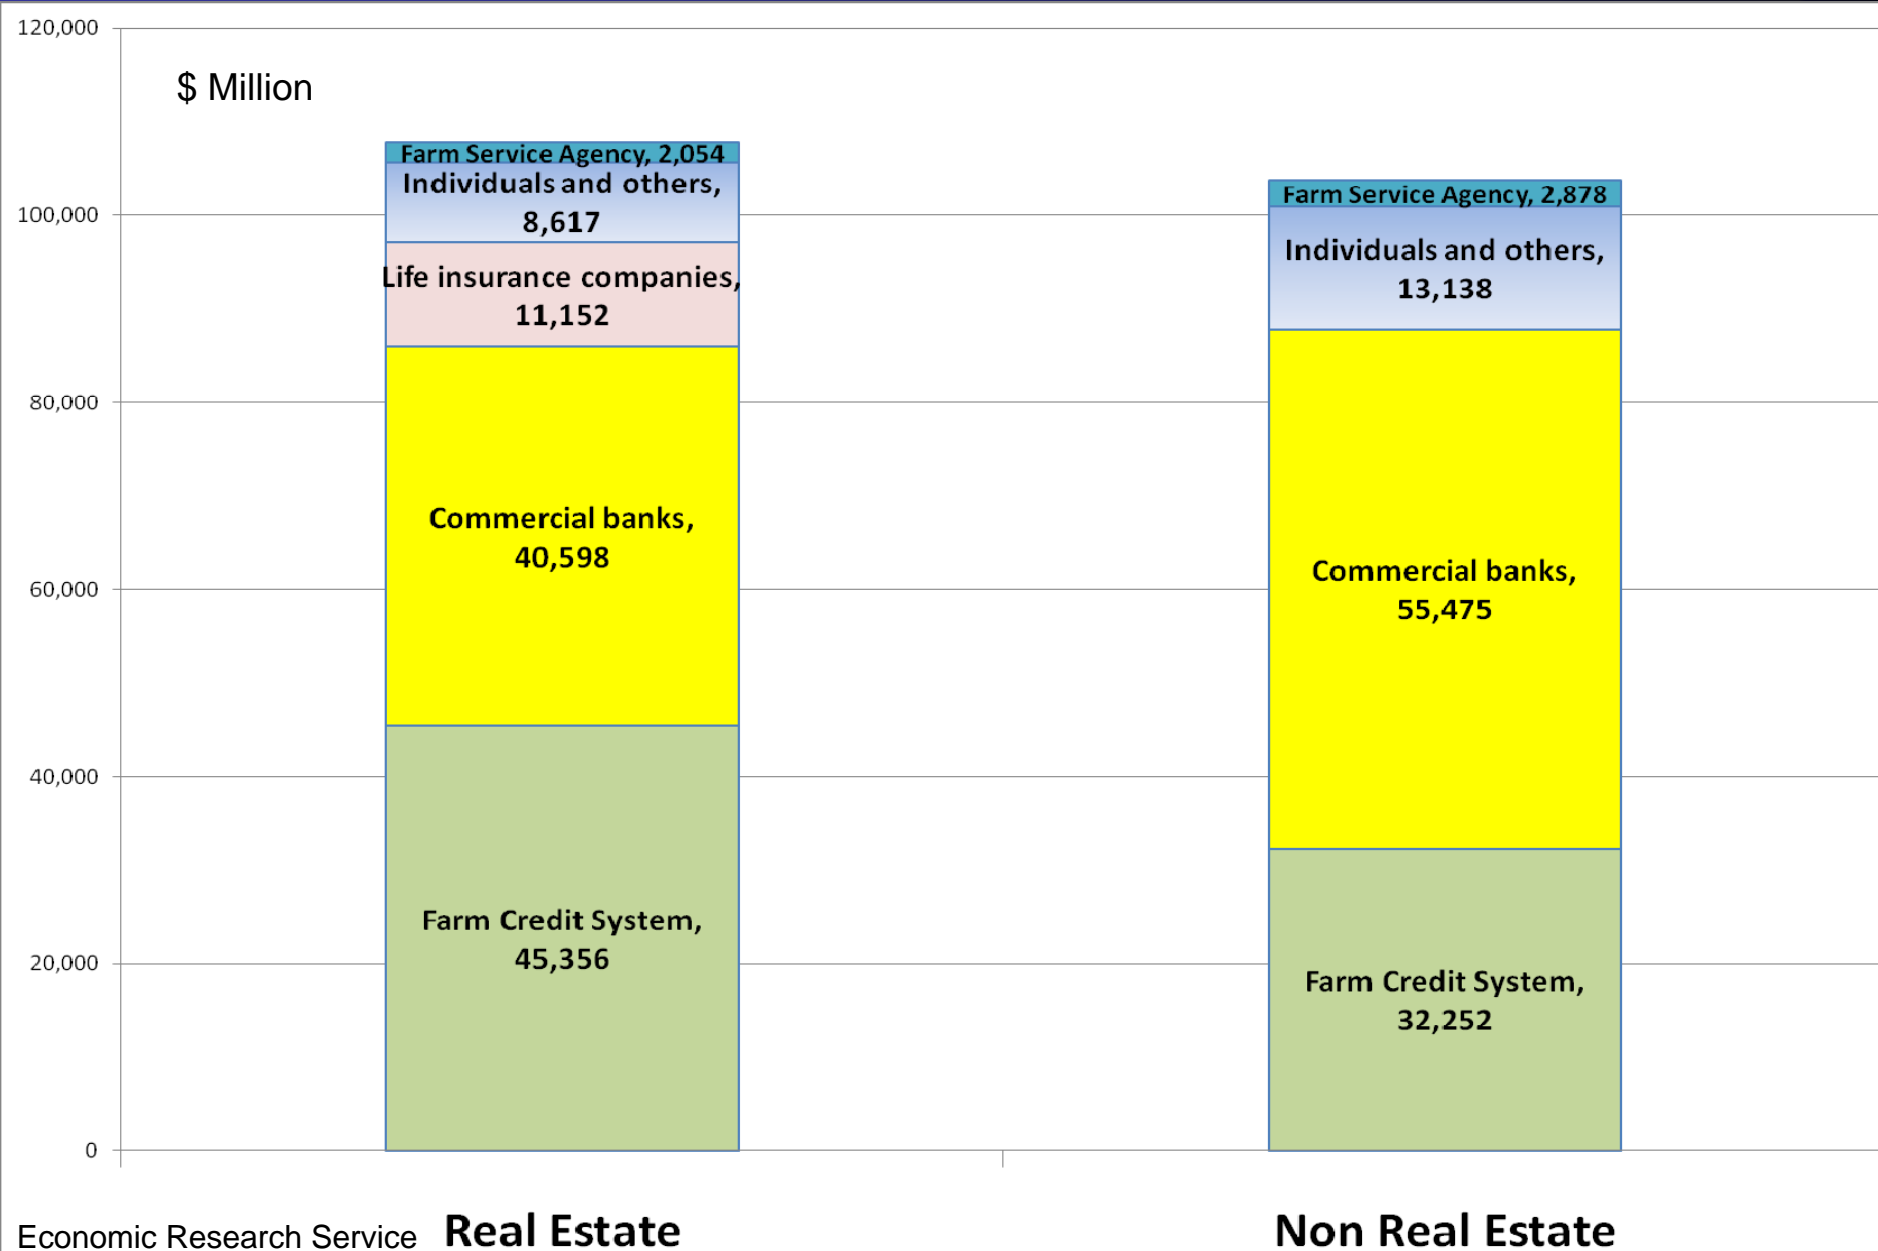 120,000
100,000
80,000
60,000
40,000
20,000
0
$ Million
Farm Service Agency, 2,054
Individuals and others,
8,617
Life insurance companies,
11,152
Commercial banks,
40,598
Farm Credit System,
45,356
Farm Service Agency, 2,878
Individuals and others,
13,138
Commercial banks,
55,475
Farm Credit System,
32,252
Real Estate
Non Real Estate
Economic Research Service